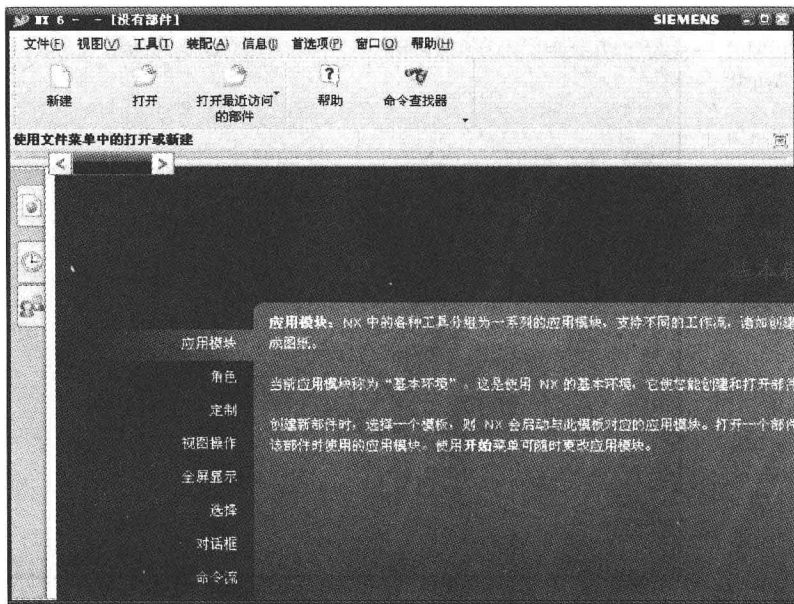 NX 6 - - [没有部件]
SIEMENS
文件(F) 视图(V) 工具(T) 装配(A) 信息(I) 首选项(P) 窗口(O) 帮助(H)
新建
打开
打开最近访问
的部件
?
帮助
命令查找器
使用文件菜单中的打开或新建
应用模块
角色
定制
视图操作
全屏显示
选择
对话框
命令流
应用模块：NX 中的各种工具分组为一系列的应用模块，支持不同的工作流，诸如创建
成图纸。
当前应用模块称为“基本环境”。这是使用 NX 的基本环境，它使您能创建和打开部件
创建新部件时，选择一个模板，则 NX 会启动与此模板对应的应用模块。打开一个部件
该部件时使用的应用模块。使用开始菜单可随时更改应用模块。